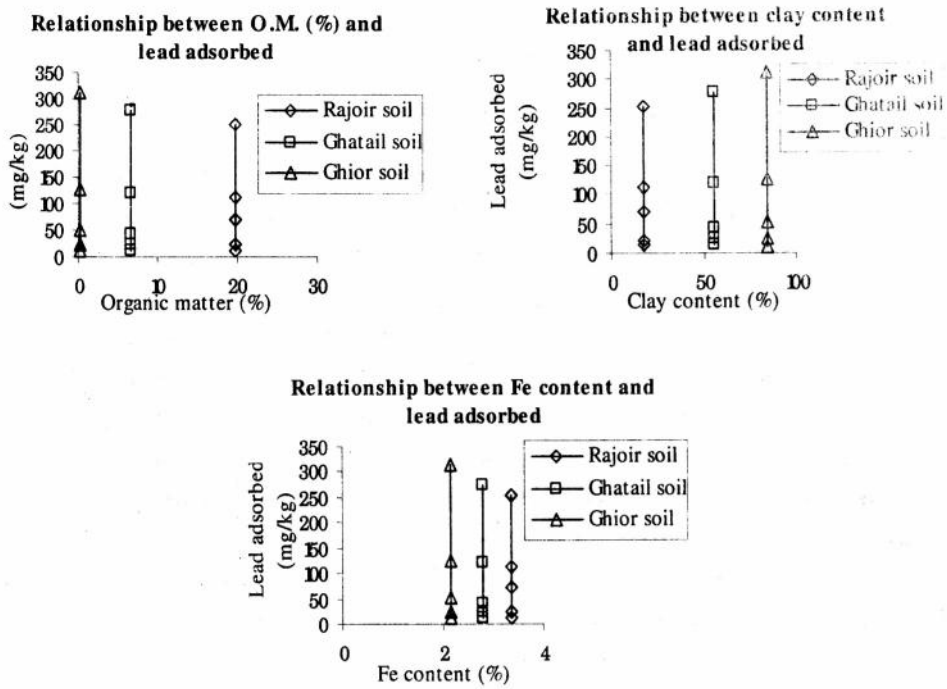 Relationship between O.M. (%) and
lead adsorbed
(mg/kg)
350
300
250
200
150
100
50
0
0
10
20
30
Organic matter (%)
Rajoir soil
Ghatail soil
Ghior soil
Relationship between clay content
and lead adsorbed
Lead adsorbed
(mg/kg)
350
300
250
200
150
100
50
0
0
50
100
Clay content (%)
Rajoir soil
Ghatail soil
Ghior soil
Relationship between Fe content and
lead adsorbed
Lead adsorbed
(mg/kg)
350
300
250
200
150
100
50
0
0
2
4
Fe content (%)
Rajoir soil
Ghatail soil
Ghior soil